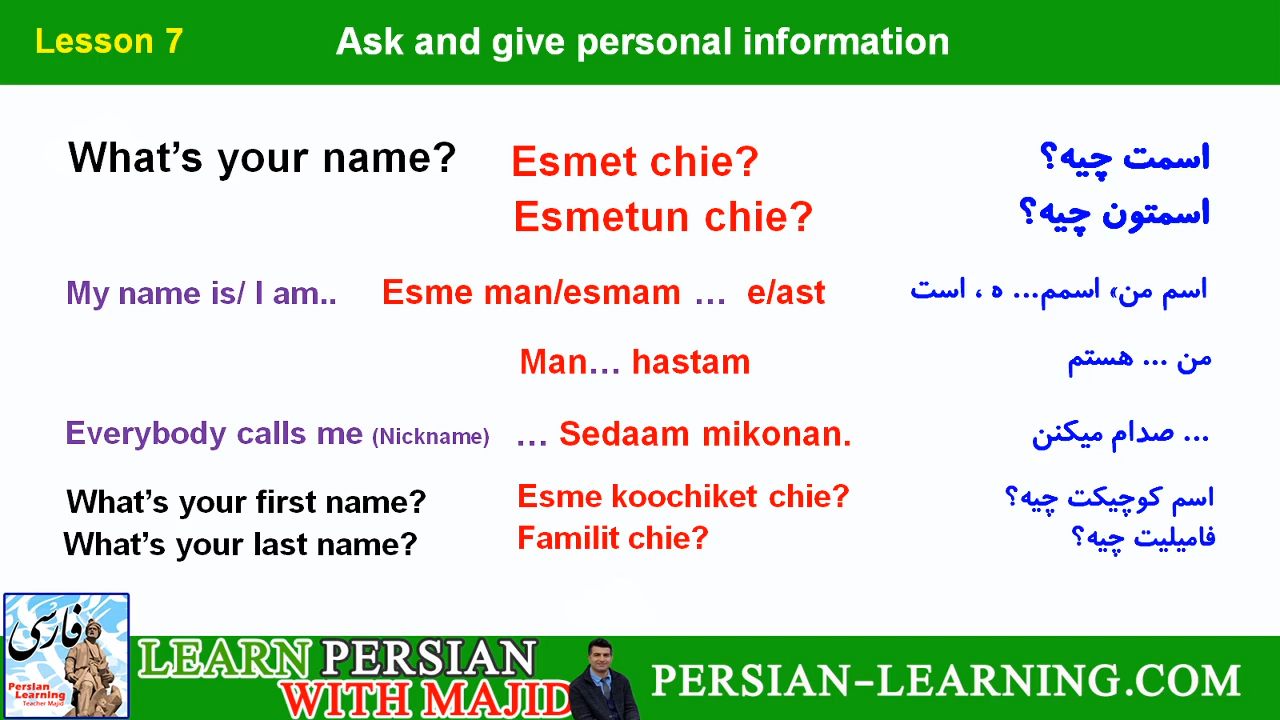 Lesson 7 Ask and give personal information
What's your name? Esmet chie? اسمت چیه؟
Esmetun chie? اسمتون چیه؟
My name is/ I am.. Esme man/esmam … e/ast اسم من› اسمم... ه ، است
Man… hastam من ... هستم
Everybody calls me (Nickname) … Sedaam mikonan. ... صدام میکنن
What's your first name? Esme koochiket chie? اسم کوچیکت چیه؟
What's your last name? Familit chie? فامیلیت چیه؟
فارسی
Persian
Learning
Teacher Majid
LEARN PERSIAN
WITH MAJID
PERSIAN-LEARNING.COM